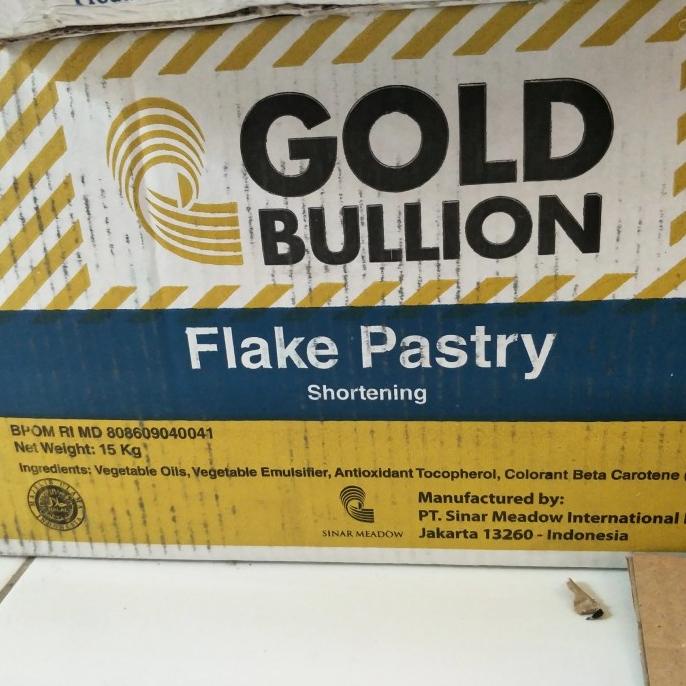 GOLD
BULLION
Flake Pastry
Shortening
BPOM RI MD 808609040041
Net Weight: 15 Kg
Ingredients: Vegetable Oils, Vegetable Emulsifier, Antioxidant Tocopherol, Colorant Beta Carotene
HALAL
SINAR MEADOW
Manufactured by:
PT. Sinar Meadow International
Jakarta 13260 - Indonesia